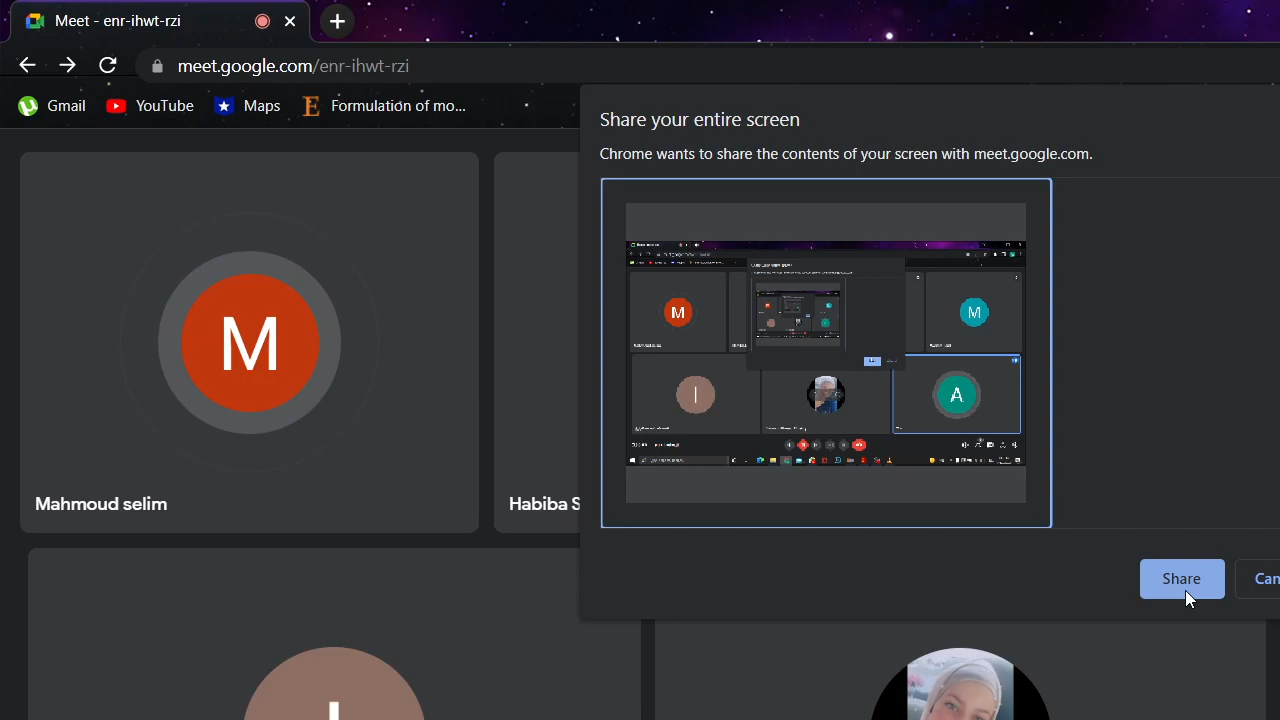 Meet - enr-ihwt-rzi
meet.google.com/enr-ihwt-rzi
Gmail YouTube Maps Formulation of mo...
Share your entire screen
Chrome wants to share the contents of your screen with meet.google.com.
M
M
M
I
A
Mahmoud selim
Habiba S
Share
Can